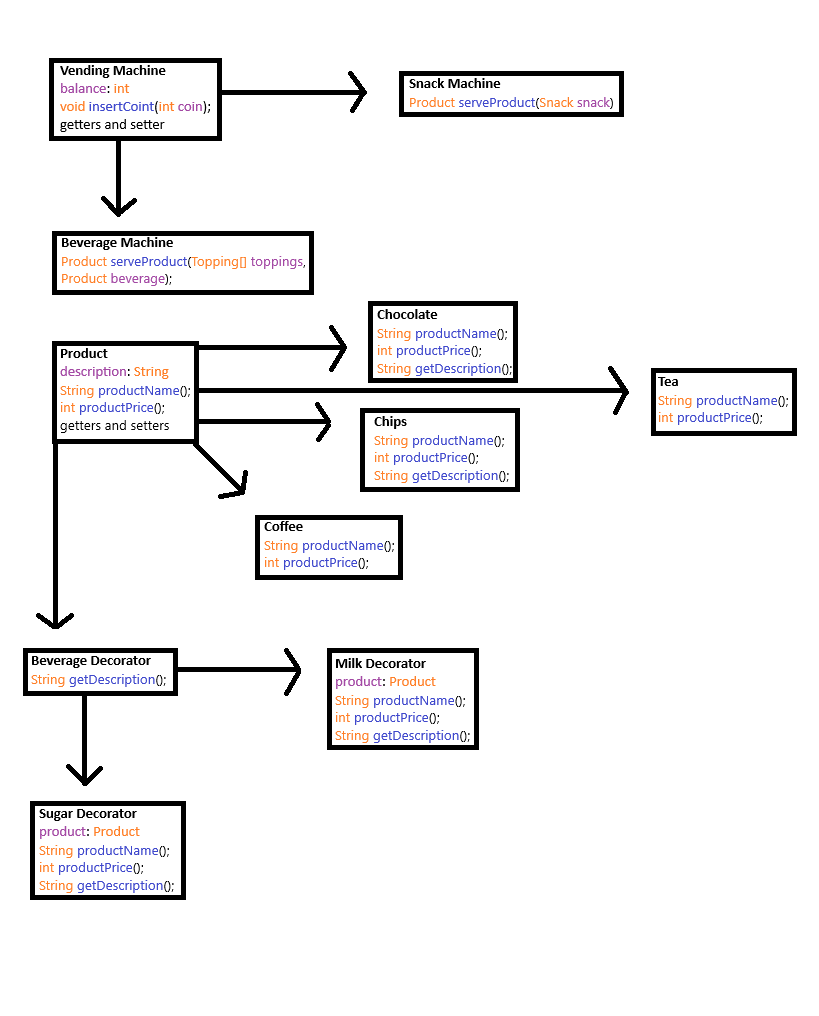 Vending Machine
balance: int
void insertCoint(int coin);
getters and setter
Snack Machine
Product serveProduct(Snack snack)
Beverage Machine
Product serveProduct(Topping[] toppings,
Product beverage);
Product
description: String
String productName();
int productPrice();
getters and setters
Chocolate
String productName();
int productPrice();
String getDescription();
Tea
String productName();
int productPrice();
Chips
String productName();
int productPrice();
String getDescription();
Coffee
String productName();
int productPrice();
Beverage Decorator
String getDescription();
Milk Decorator
product: Product
String productName();
int productPrice();
String getDescription();
Sugar Decorator
product: Product
String productName();
int productPrice();
String getDescription();